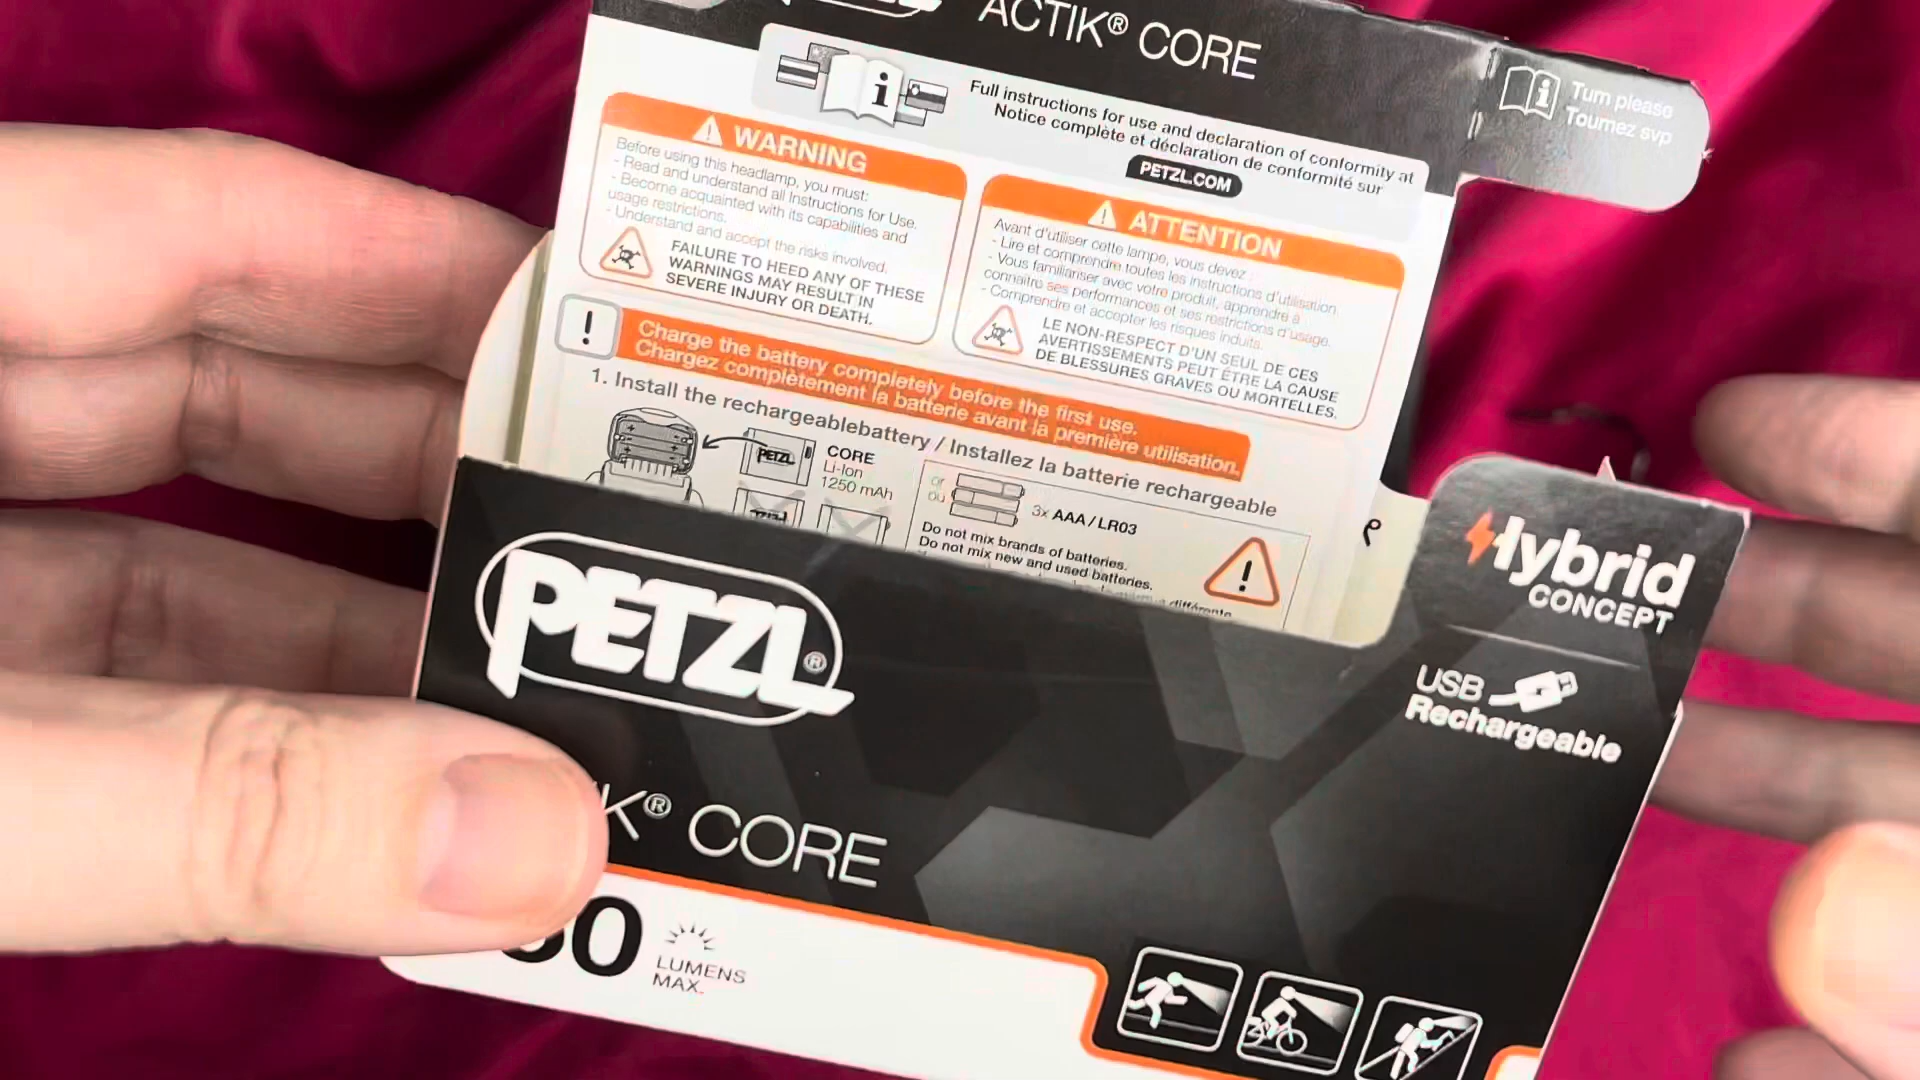 ACTIK® CORE
Turn please
Tournez svp
i
Full instructions for use and declaration of conformity at
Notice complète et déclaration de conformité sur
PETZL.COM
WARNING
Before using this headlamp, you must:
- Read and understand all Instructions for Use.
- Become acquainted with its capabilities and
usage restrictions.
- Understand and accept the risks involved.
FAILURE TO HEED ANY OF THESE
WARNINGS MAY RESULT IN
SEVERE INJURY OR DEATH.
ATTENTION
Avant d'utiliser cette lampe, vous devez :
- Lire et comprendre toutes les instructions d'utilisation.
- Vous familiariser avec votre produit, apprendre à
connaître ses performances et ses restrictions d'usage.
- Comprendre et accepter les risques induits.
LE NON-RESPECT D'UN SEUL DE CES
AVERTISSEMENTS PEUT ÊTRE LA CAUSE
DE BLESSURES GRAVES OU MORTELLES.
!
Charge the battery completely before the first use.
Chargez complètement la batterie avant la première utilisation.
1. Install the rechargeablebattery / Installez la batterie rechargeable
PETZL
CORE
Li-Ion
1250 mAh
or
ou
3x AAA / LR03
Do not mix brands of batteries.
Do not mix new and used batteries.
!
Hybrid
CONCEPT
USB
Rechargeable
PETZL®
K® CORE
50
LUMENS
MAX.